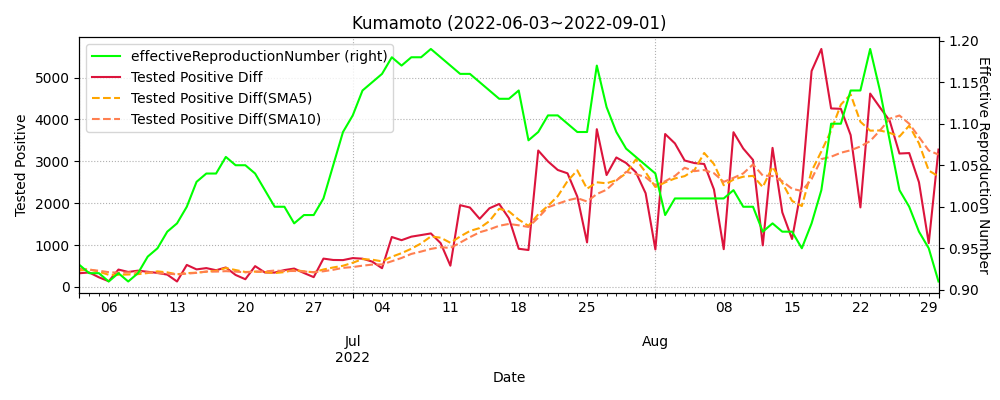 Kumamoto (2022-06-03~2022-09-01)
effectiveReproductionNumber (right)
Tested Positive Diff
Tested Positive Diff(SMA5)
Tested Positive Diff(SMA10)
Tested Positive
5000
4000
3000
2000
1000
0
1.20
1.15
1.10
1.05
1.00
0.95
0.90
Effective Reproduction Number
06 13 20 27 04 11 18 25 08 15 22 29
Jul Aug
2022
Date